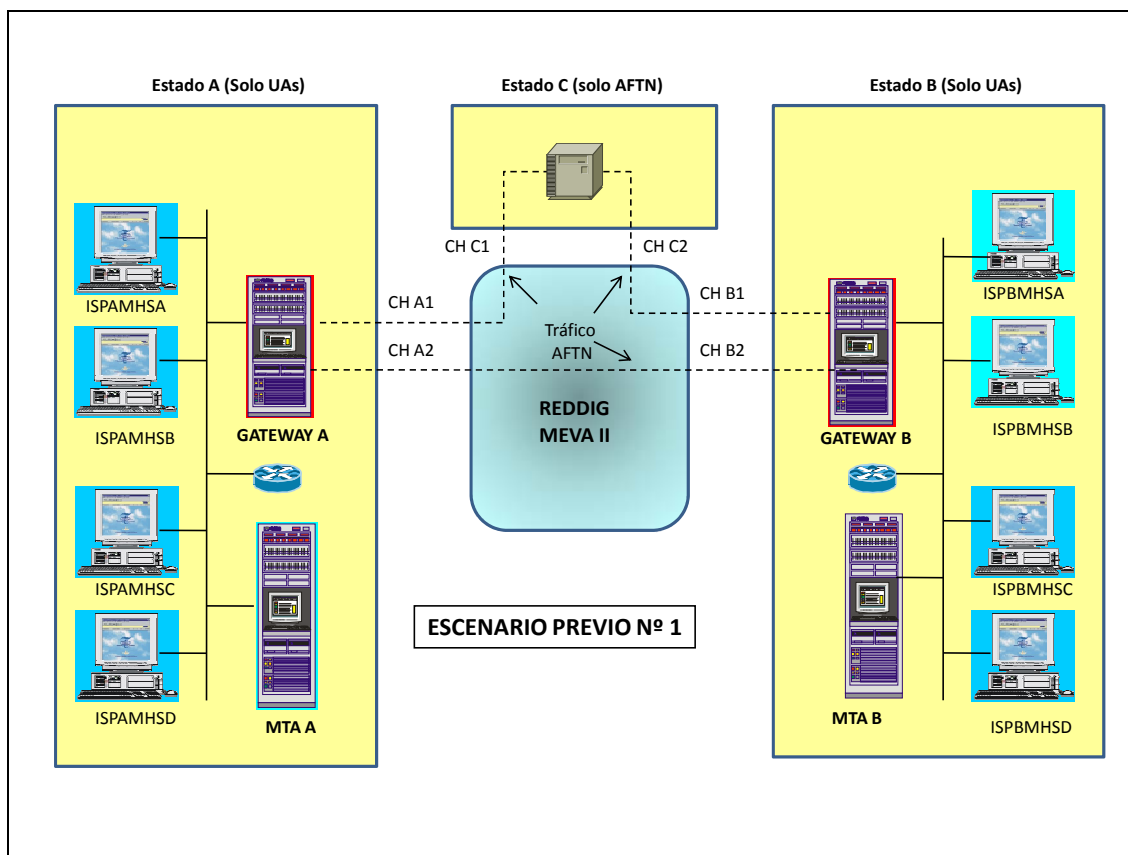 Estado A (Solo UAs)
Estado C (solo AFTN)
Estado B (Solo UAs)
CH C1
CH C2
ISPAMHSA
ISPBMHSA
CH A1
CH B1
Tráfico
AFTN
CH A2
CH B2
REDDIG
MEVA II
ISPAMHSB
GATEWAY A
GATEWAY B
ISPBMHSB
ISPAMHSC
ISPBMHSC
ESCENARIO PREVIO Nº 1
ISPAMHSD
MTA A
MTA B
ISPBMHSD